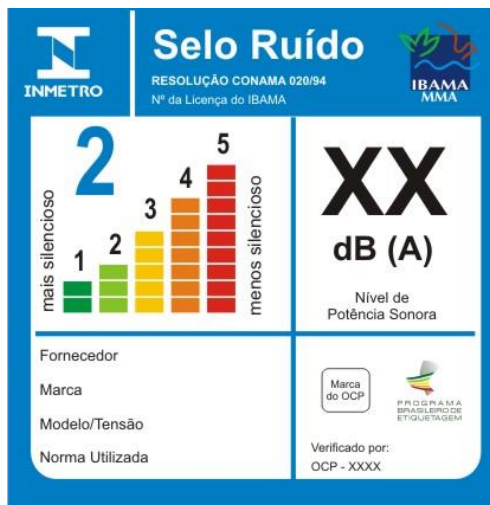 INMETRO
Selo Ruído
RESOLUÇÃO CONAMA 020/94
Nº da Licença do IBAMA
IBAMA
MMA
mais silencioso
2
1
2
3
4
5
menos silencioso
XX
dB (A)
Nível de
Potência Sonora
Fornecedor
Marca
Modelo/Tensão
Norma Utilizada
Marca
do OCP
PROGRAMA
BRASILEIRO DE
ETIQUETAGEM
Verificado por:
OCP - XXXX